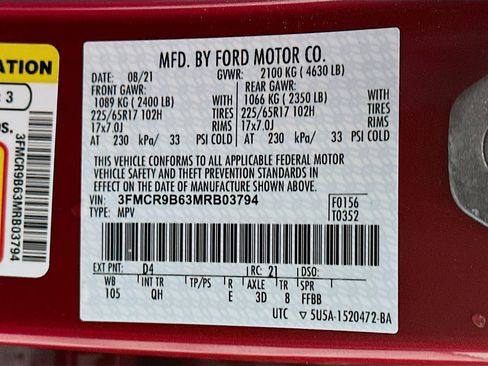 MFD. BY FORD MOTOR CO.
DATE: 08/21 GVWR: 2100 KG ( 4630 LB)
FRONT GAWR: REAR GAWR:
1089 KG ( 2400 LB) 1066 KG ( 2350 LB)
225/65R17 102H TIRES 225/65R17 102H TIRES
17x7.0J RIMS 17x7.0J RIMS
AT 230 kPa/ 33 PSI COLD AT 230 kPa/ 33 PSI COLD
THIS VEHICLE CONFORMS TO ALL APPLICABLE FEDERAL MOTOR
VEHICLE SAFETY AND THEFT PREVENTION STANDARDS IN
EFFECT ON THE DATE OF MANUFACTURE SHOWN ABOVE.
VIN: 3FMCR9B63MRB03794 F0156
TYPE: MPV T0352
EXT PNT: D4 RC: 21 DSO:
WB INT TR TP/PS R AXLE TR SPR
105 QH E 3D 8 FFBB
UTC ▽ 5U5A-1520472-BA
ATION
: 3
OS.
3FMCR9B63MRB03794